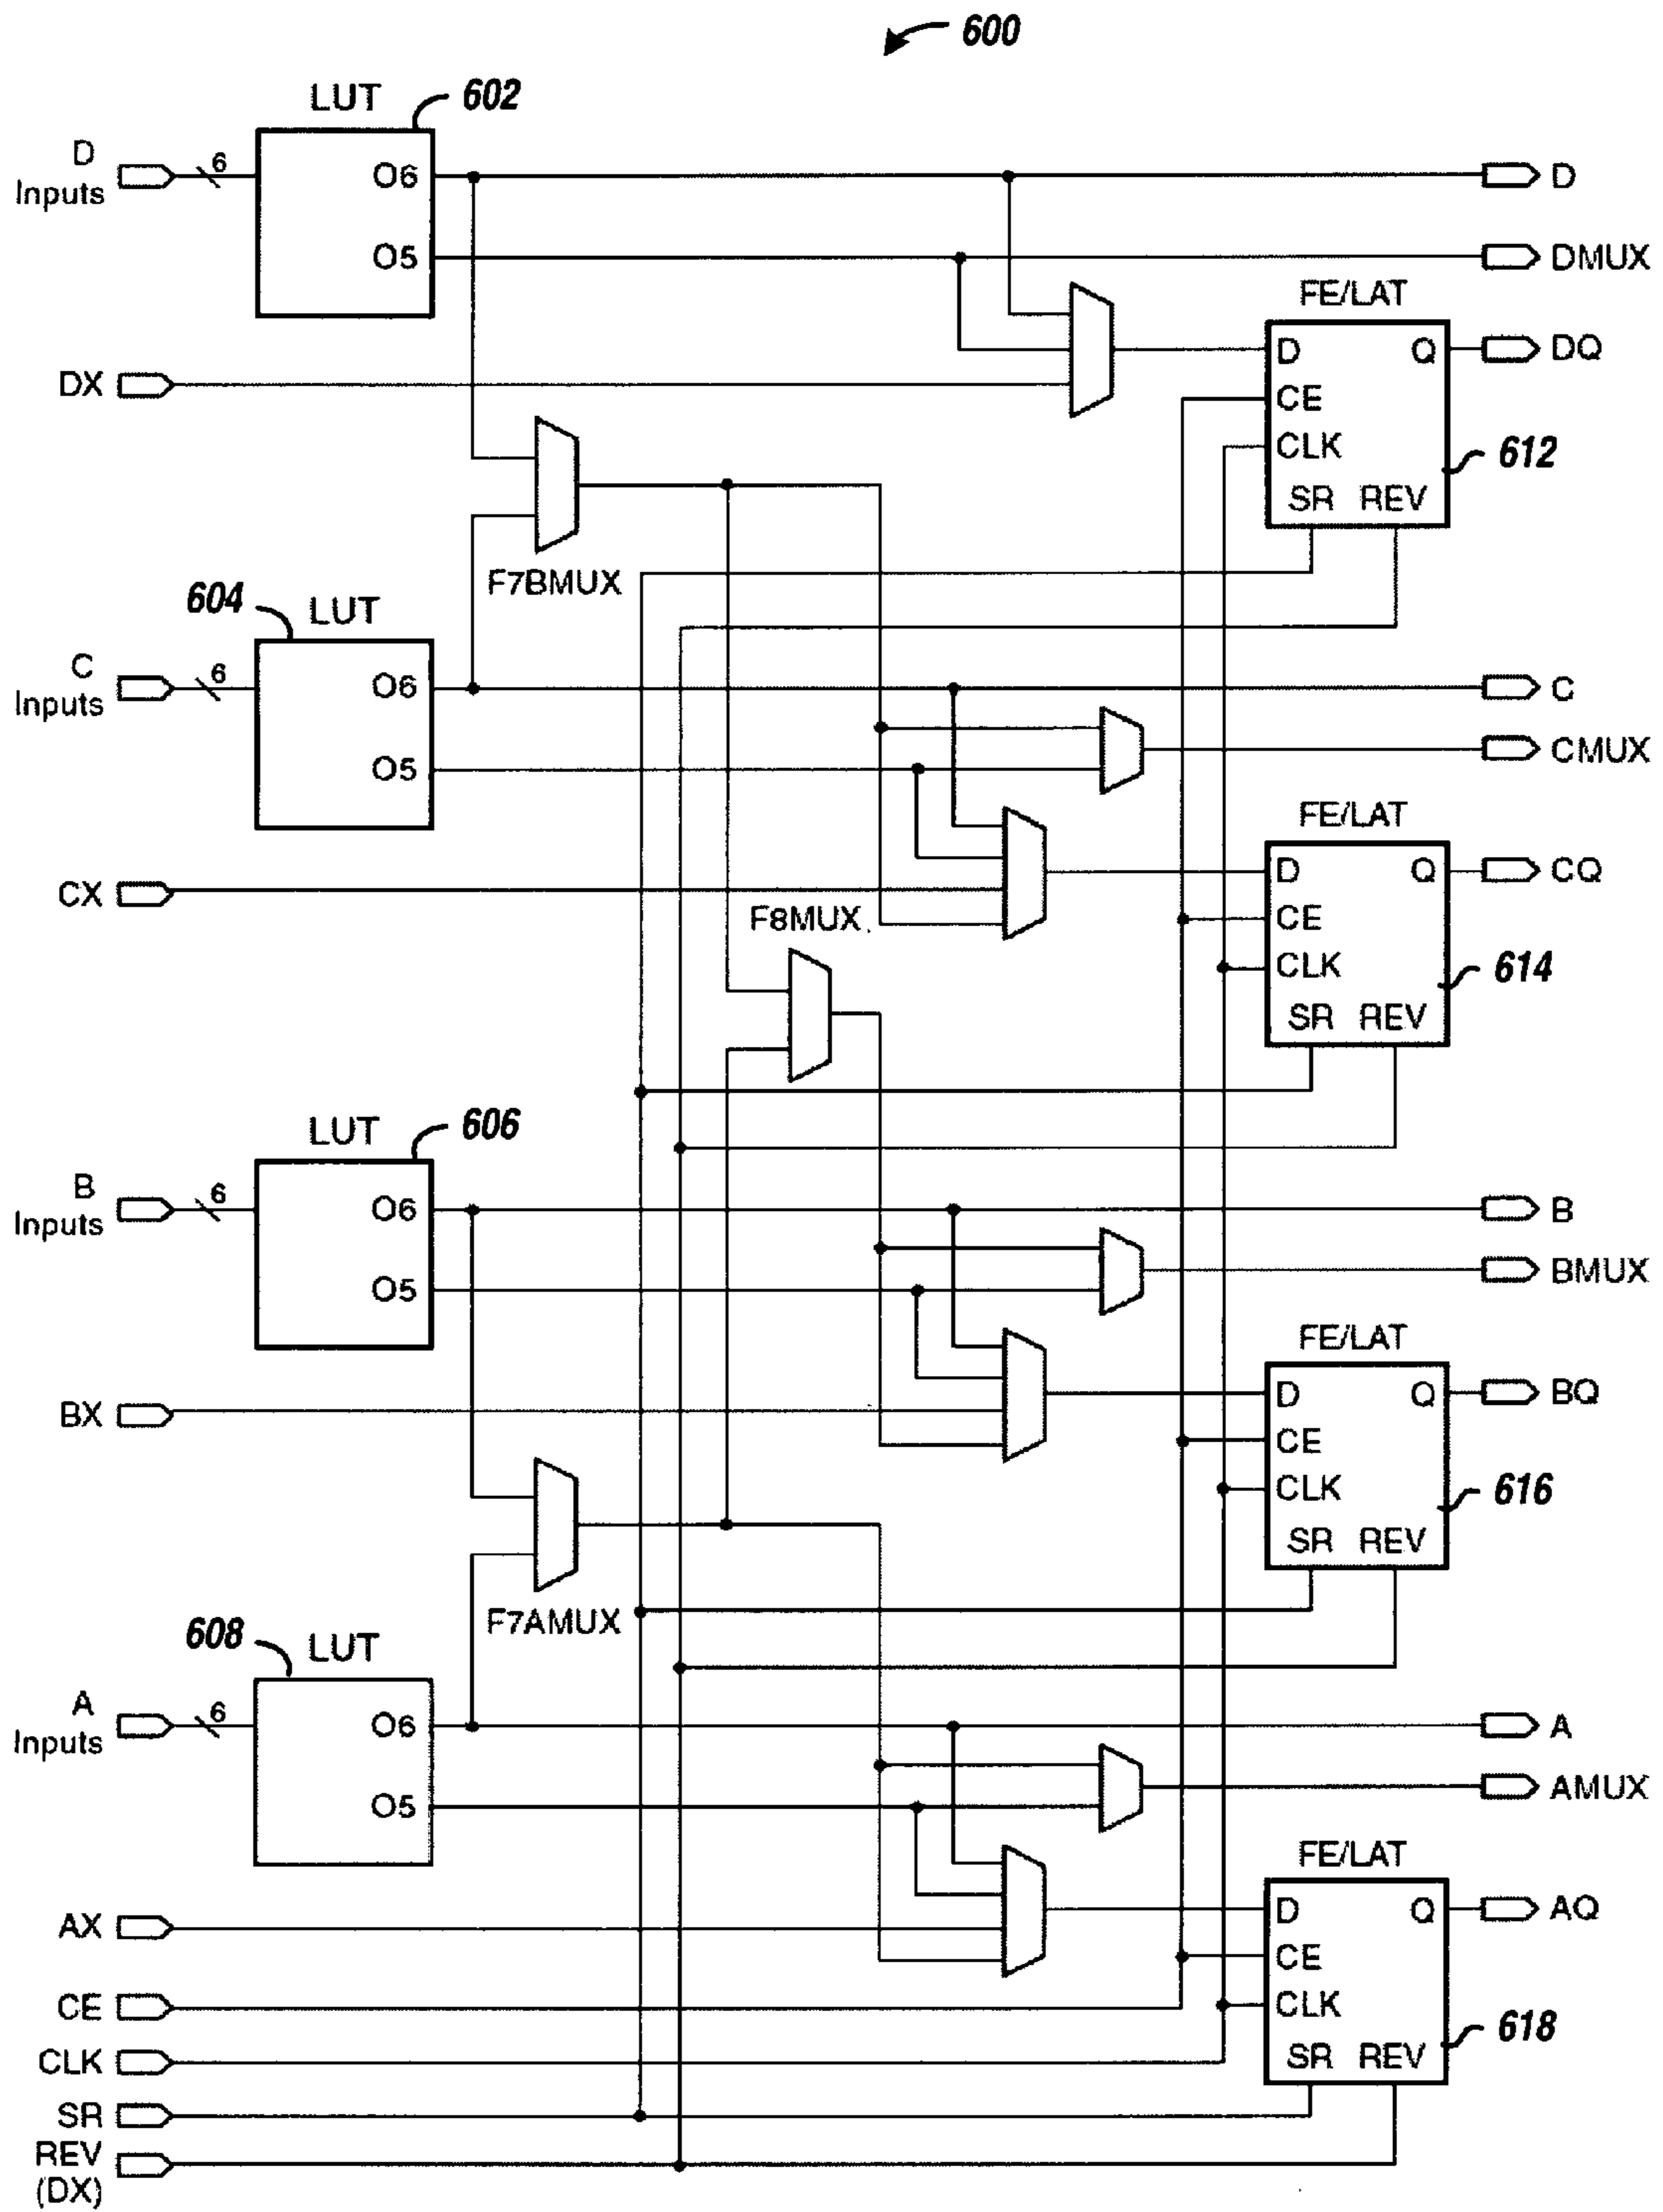 600
LUT 602
D
Inputs
6
O6
D
O5
DMUX
FE/LAT
DX
D Q
DQ
CE
CLK
612
SR REV
F7BMUX
604
LUT
C
Inputs
6
O6
C
O5
CMUX
FE/LAT
CX
D Q
CQ
F8MUX
CE
CLK
614
SR REV
LUT 606
B
Inputs
6
O6
B
O5
BMUX
FE/LAT
BX
D Q
BQ
CE
CLK
616
SR REV
F7AMUX
608
LUT
A
Inputs
6
O6
A
O5
AMUX
FE/LAT
AX
D Q
AQ
CE
CE
CLK
CLK
618
SR REV
SR
REV
(DX)